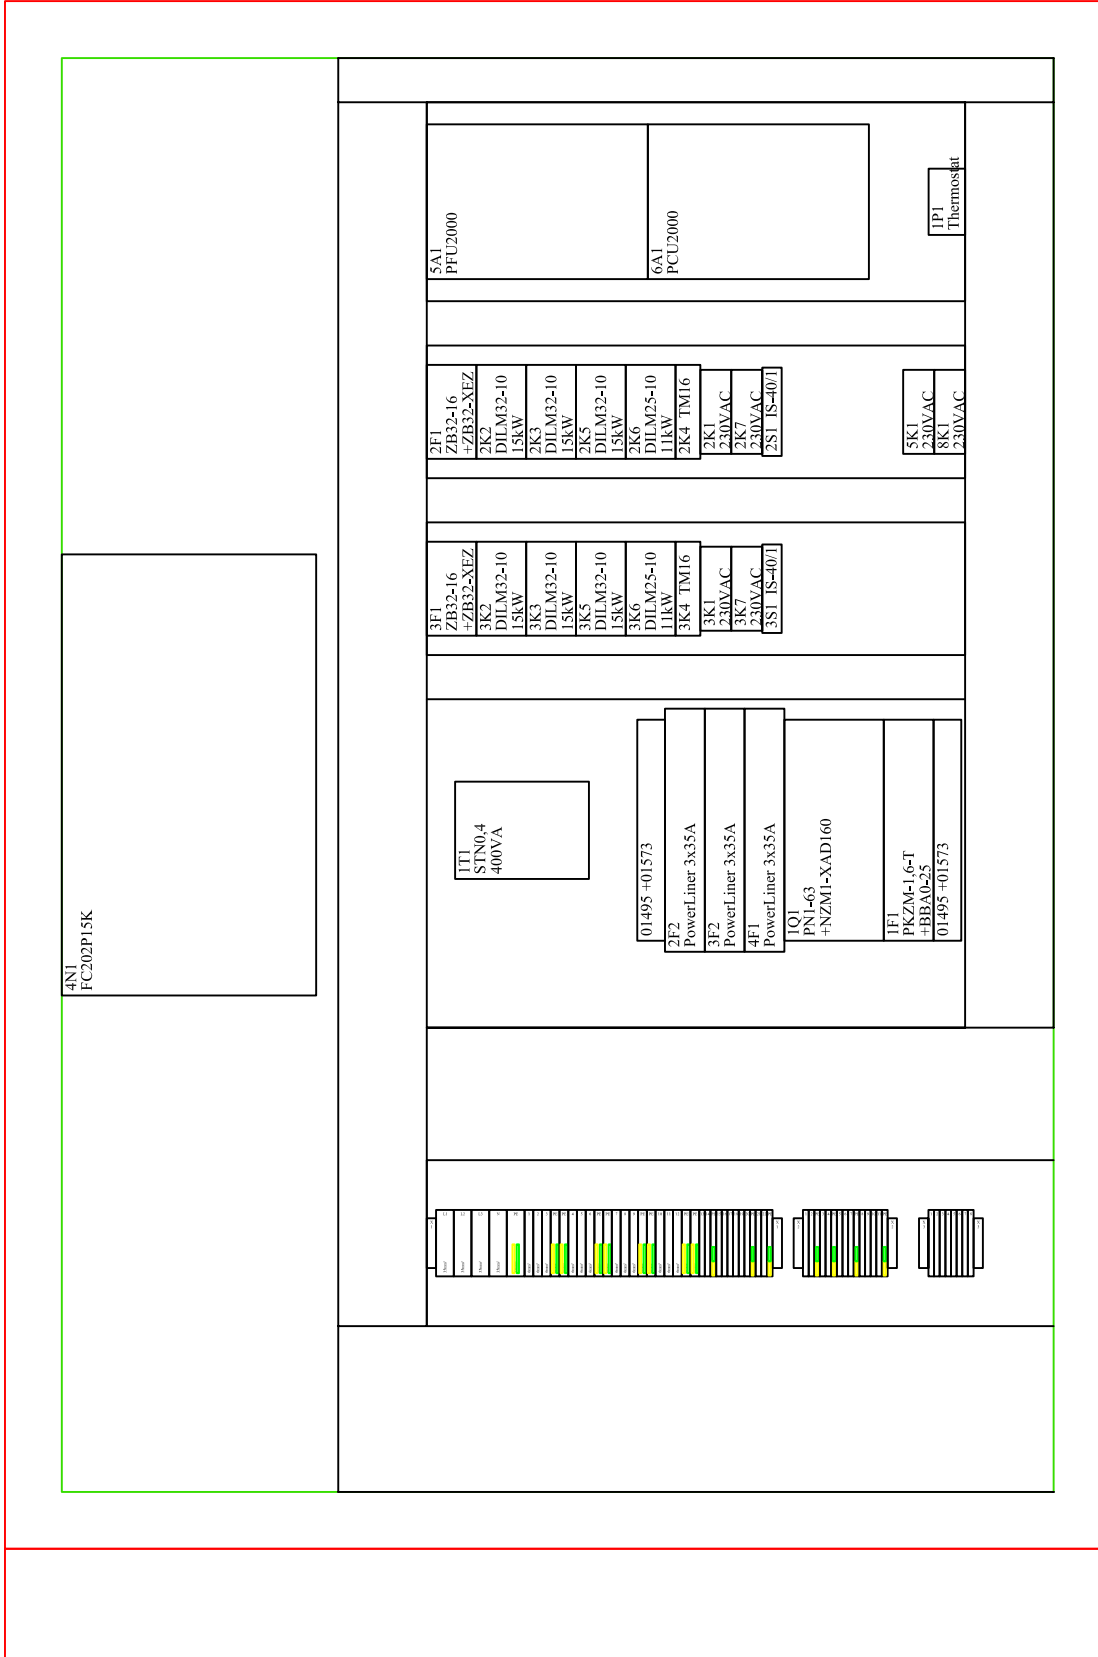 4N1
FC202P15K
5A1
PFU2000
6A1
PCU2000
1P1
Thermostat
2F1
ZB32-16
+ZB32-XEZ
2K2
DILM32-10
15kW
2K3
DILM32-10
15kW
2K5
DILM32-10
15kW
2K6
DILM25-10
11kW
2K4 TM16
2K1
230VAC
2K7
230VAC
2S1 IS-40/1
5K1
230VAC
8K1
230VAC
3F1
ZB32-16
+ZB32-XEZ
3K2
DILM32-10
15kW
3K3
DILM32-10
15kW
3K5
DILM32-10
15kW
3K6
DILM25-10
11kW
3K4 TM16
3K1
230VAC
3K7
230VAC
3S1 IS-40/1
1T1
STN0,4
400VA
01495 +01573
2F2
PowerLiner 3x35A
3F2
PowerLiner 3x35A
4F1
PowerLiner 3x35A
1Q1
PN1-63
+NZM1-XAD160
1F1
PKZM-1,6-T
+BBA0-25
01495 +01573
L1
L2
L3
N
PE